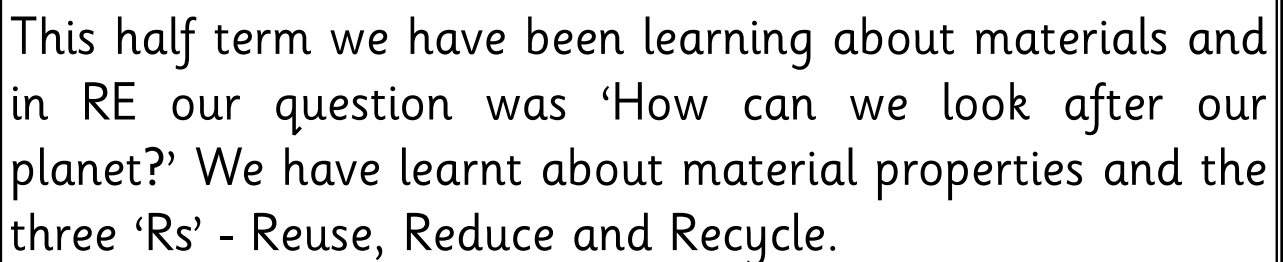 This half term we have been learning about materials and
in RE our question was ‘How can we look after our
planet?’ We have learnt about material properties and the
three ‘Rs’ - Reuse, Reduce and Recycle.